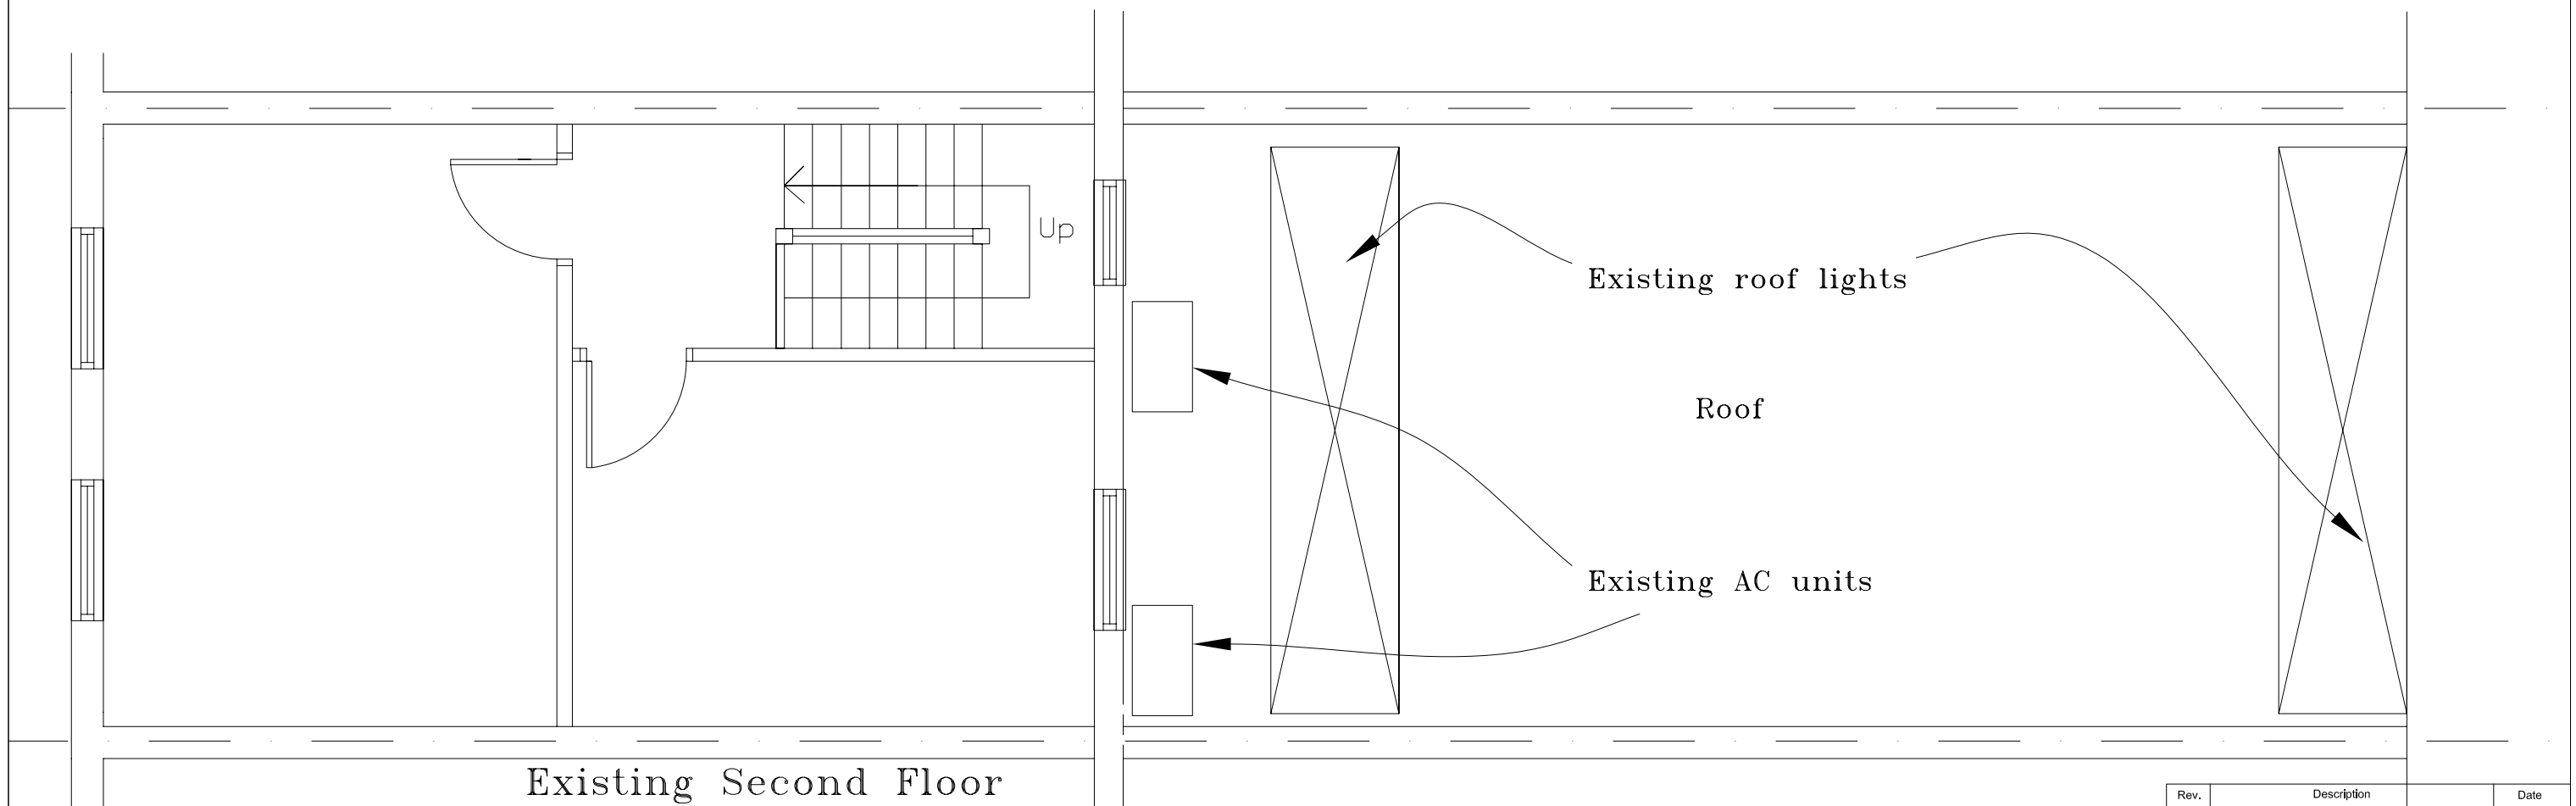 Up
Existing roof lights
Roof
Existing AC units
Existing Second Floor
Rev. Description Date